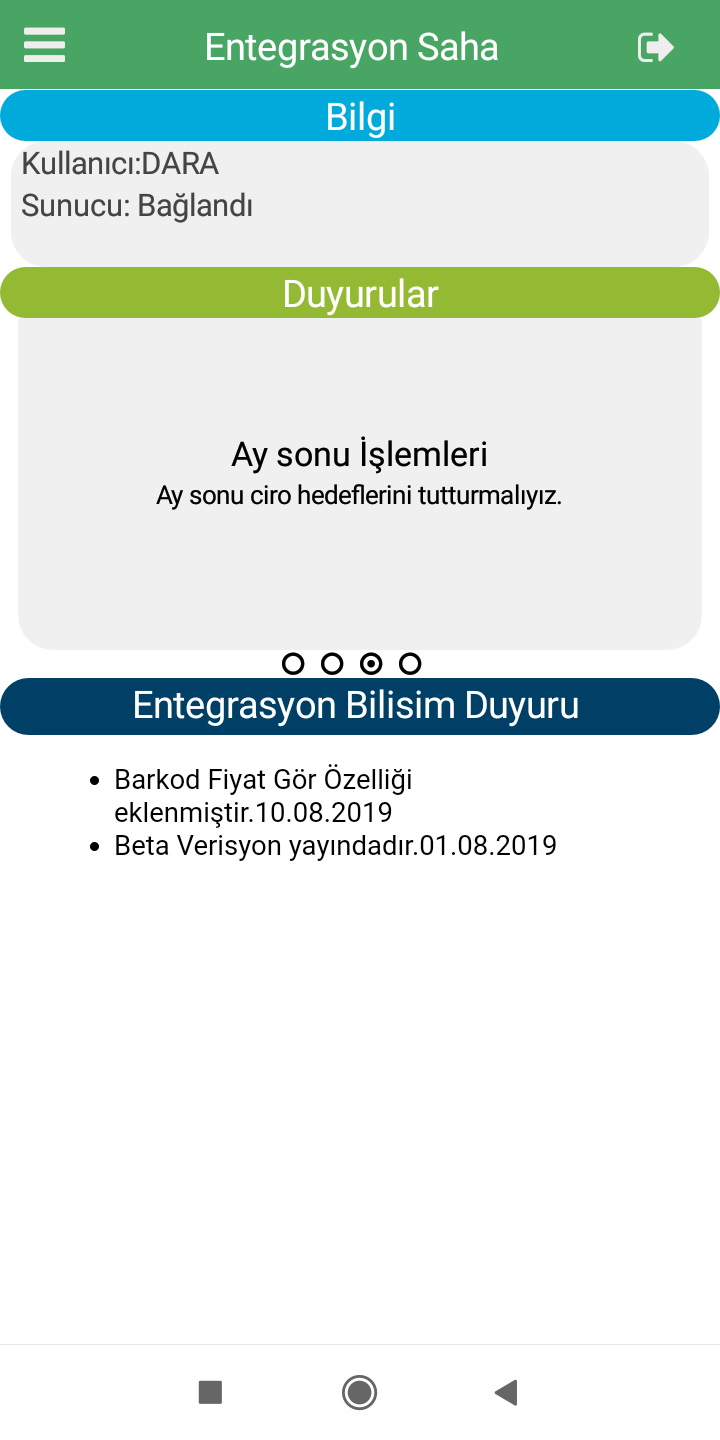 Entegrasyon Saha
Bilgi
Kullanıcı:DARA
Sunucu: Bağlandı
Duyurular
Ay sonu İşlemleri
Ay sonu ciro hedeflerini tutturmalıyız.
Entegrasyon Bilisim Duyuru
Barkod Fiyat Gör Özelliği
eklenmiştir.10.08.2019
Beta Verisyon yayındadır.01.08.2019